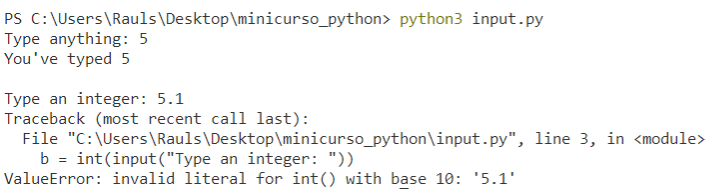 PS C:\Users\Rauls\Desktop\minicurso_python> python3 input.py
Type anything: 5
You've typed 5
Type an integer: 5.1
Traceback (most recent call last):
  File "C:\Users\Rauls\Desktop\minicurso_python\input.py", line 3, in <module>
    b = int(input("Type an integer: "))
ValueError: invalid literal for int() with base 10: '5.1'